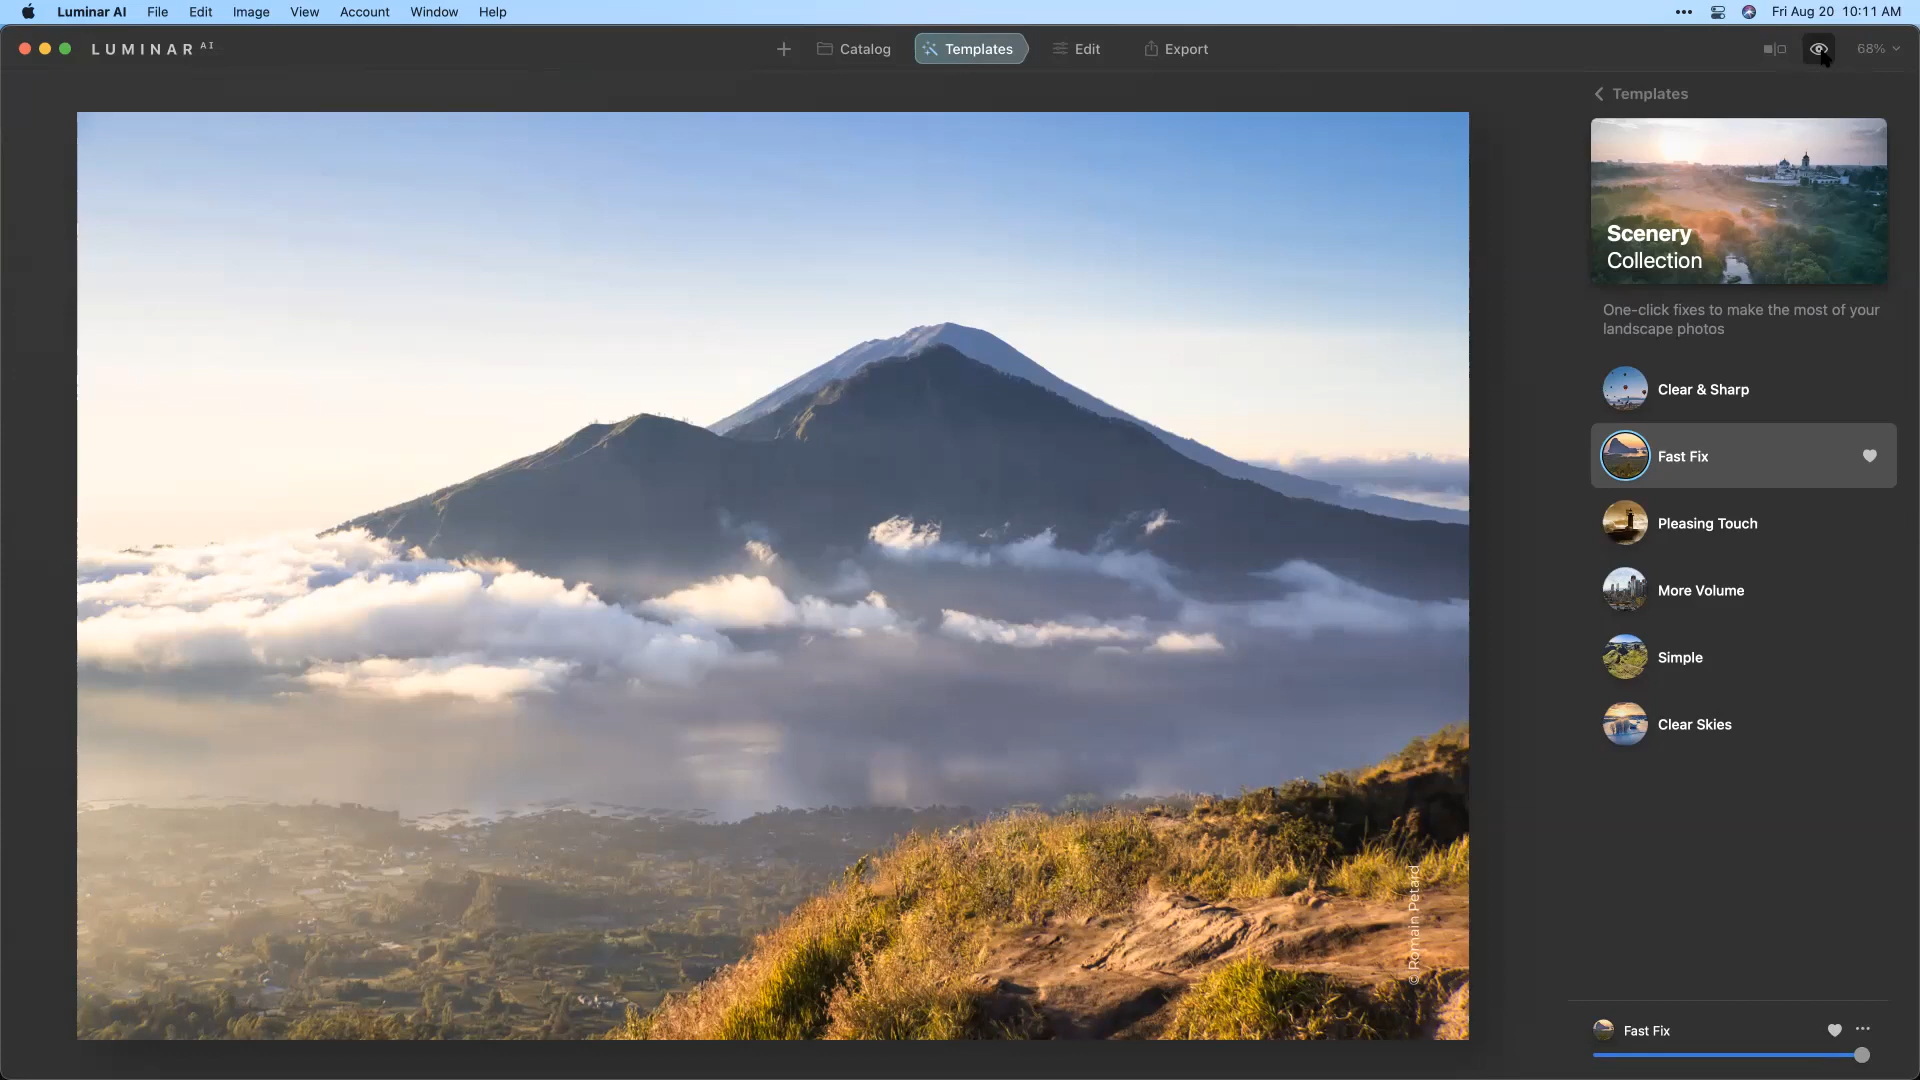 Luminar AI File Edit Image View Account Window Help
Fri Aug 20 10:11 AM
LUMINAR AI
Catalog
Templates
Edit
Export
68%
Templates
Scenery
Collection
One-click fixes to make the most of your
landscape photos
Clear & Sharp
Fast Fix
Pleasing Touch
More Volume
Simple
Clear Skies
© Romain Petard
Fast Fix